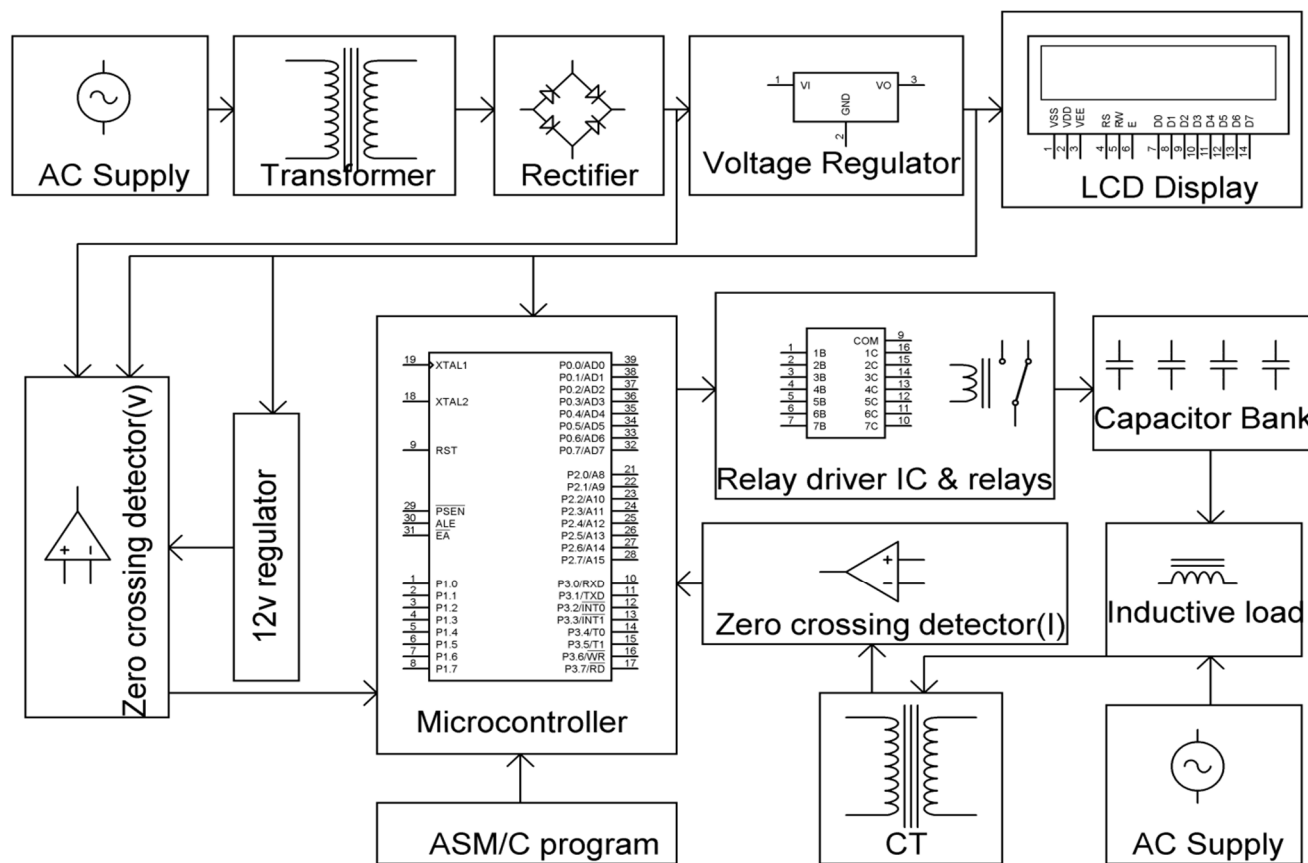 AC Supply
Transformer
Rectifier
1 VI VO 3
GND
2
Voltage Regulator
VSS VDD VEE RS RW E D0 D1 D2 D3 D4 D5 D6 D7
1 2 3 4 5 6 7 8 9 10 11 12 13 14
LCD Display
+ -
Zero crossing detector(v)
12v regulator
19 XTAL1
18 XTAL2
9 RST
29 PSEN
30 ALE
31 EA
1 P1.0
2 P1.1
3 P1.2
4 P1.3
5 P1.4
6 P1.5
7 P1.6
8 P1.7
P0.0/AD0 39
P0.1/AD1 38
P0.2/AD2 37
P0.3/AD3 36
P0.4/AD4 35
P0.5/AD5 34
P0.6/AD6 33
P0.7/AD7 32
P2.0/A8 21
P2.1/A9 22
P2.2/A10 23
P2.3/A11 24
P2.4/A12 25
P2.5/A13 26
P2.6/A14 27
P2.7/A15 28
P3.0/RXD 10
P3.1/TXD 11
P3.2/INT0 12
P3.3/INT1 13
P3.4/T0 14
P3.5/T1 15
P3.6/WR 16
P3.7/RD 17
Microcontroller
ASM/C program
COM 9
1 1B 1C 16
2 2B 2C 15
3 3B 3C 14
4 4B 4C 13
5 5B 5C 12
6 6B 6C 11
7 7B 7C 10
Relay driver IC & relays
Capacitor Bank
+
-
Zero crossing detector(I)
Inductive load
CT
AC Supply